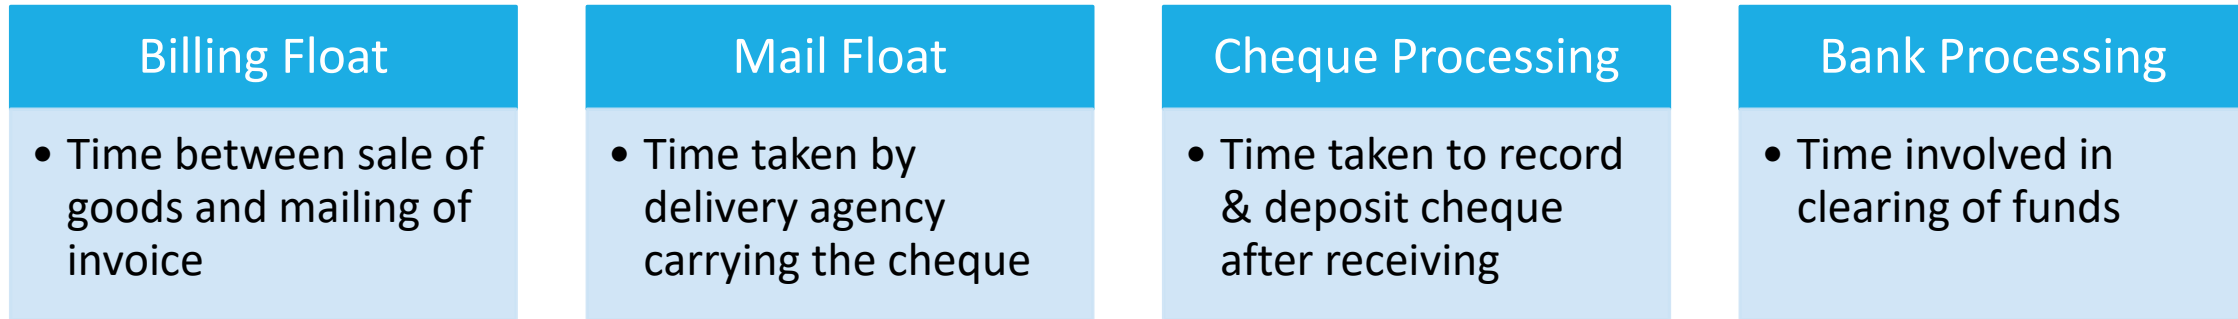 Billing Float
• Time between sale of
goods and mailing of
invoice
Mail Float
• Time taken by
delivery agency
carrying the cheque
Cheque Processing
• Time taken to record
& deposit cheque
after receiving
Bank Processing
• Time involved in
clearing of funds